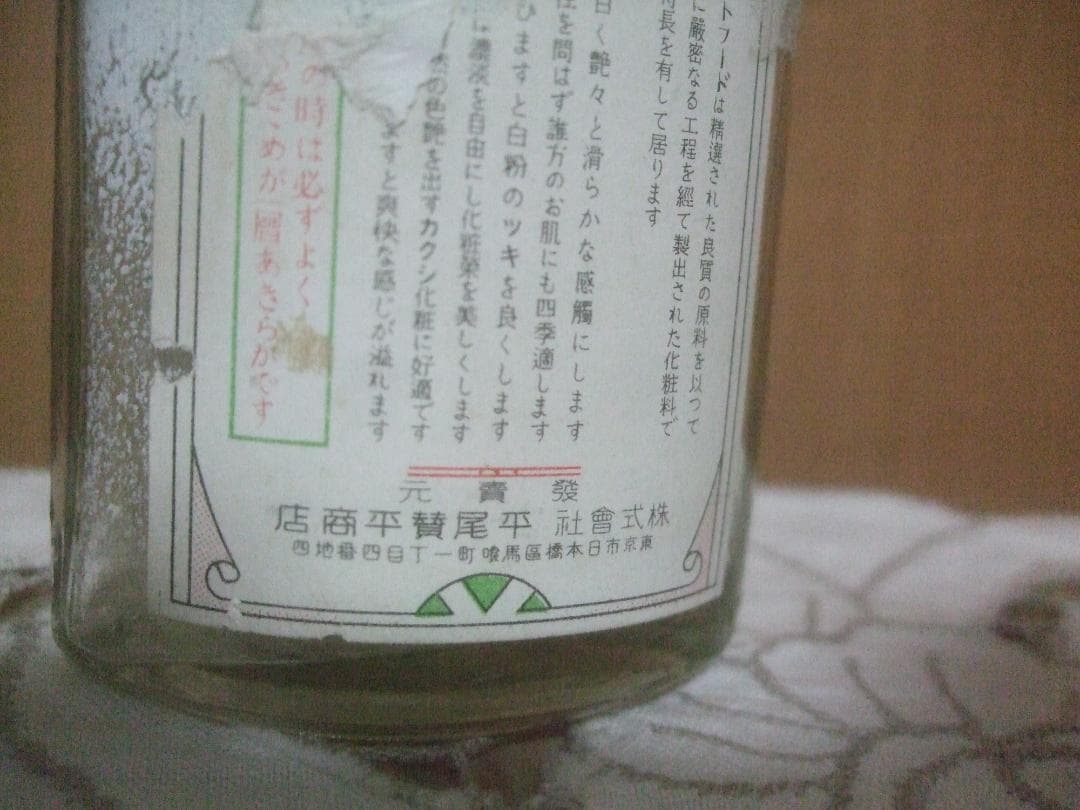 トフードは精選された良質の原料を以つて
に嚴密なる工程を經て製出された化粧料で
長を有して居ります
白く艶々と滑らかな感觸にします
を問はず誰方のお肌にも四季適します
ひますと白粉のツキを良くします
濃淡を自由にし化粧榮を美しくします
の色艶を出すカクシ化粧に好適です
ますと爽快な感じが溢れます
の時は必ずよく
きゝめが一層あきらかです
元賣發
店商平賛尾平 社會式株
四地番四目丁一町喰馬區橋本日市京東